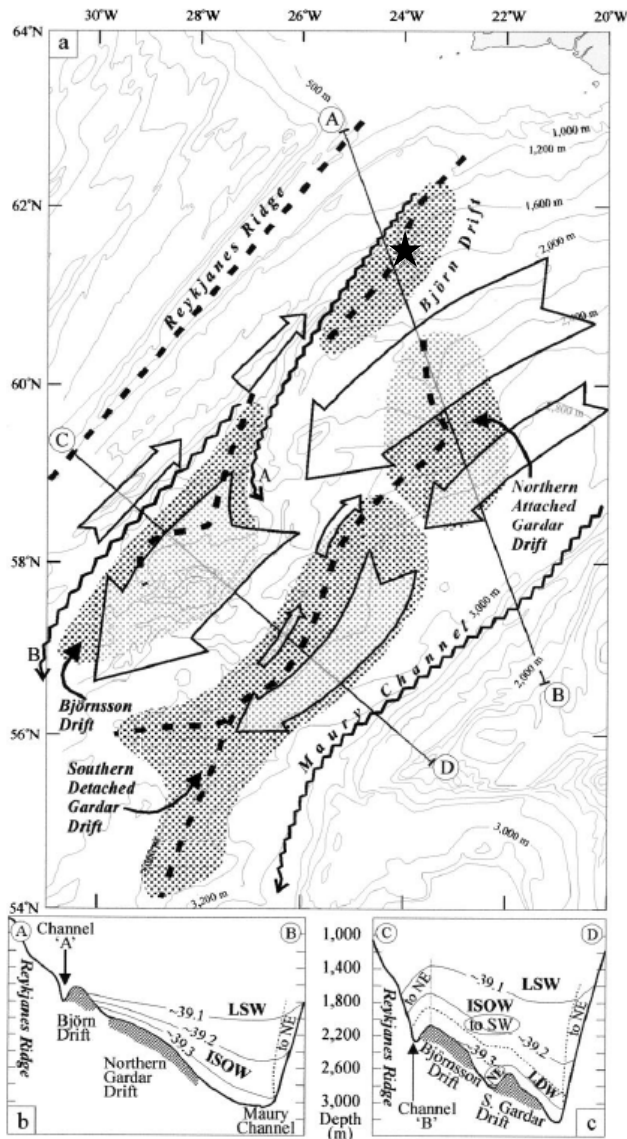 30°W 28°W 26°W 24°W 22°W 20°W
64°N
a
500 m
A
1,000 m
1,200 m
Reykjanes Ridge
62°N
1,600 m
Björn Drift
2,000 m
60°N
C
A
Northern
Attached
Gardar
Drift
58°N
3,000 m
Maury Channel
B
2,000 m
B
Björnsson
Drift
D
56°N
Southern
Detached
Gardar
Drift
3,000 m
3,200 m
54°N
A
Channel
'A'
B
Reykjanes Ridge
~39.1
LSW
~39.2
~39.3
ISOW
to NE
Björn
Drift
Northern
Gardar
Drift
Maury
Channel
b
1,000
1,400
1,800
2,200
2,600
3,000
Depth
(m)
C
D
Reykjanes Ridge
to NE
~39.1
LSW
ISOW
to SW
~39.2
~39.3
to NE
Björnsson
Drift
NE
LDW
S. Gardar
Drift
Channel
'B'
c